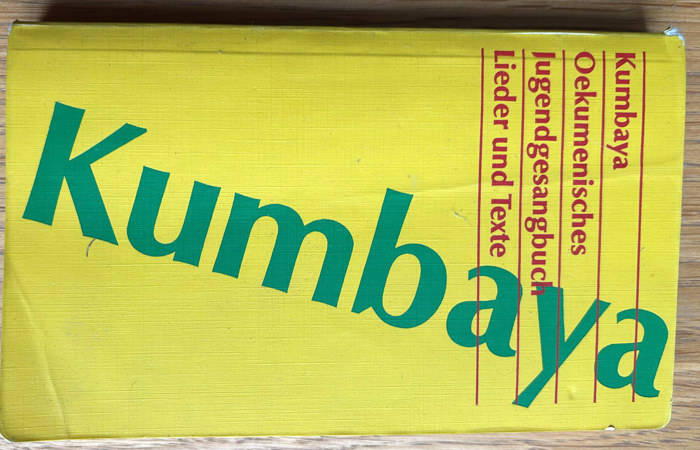 Kumbaya
Kumbaya
Oekumenisches
Jugendgesangbuch
Lieder und Texte